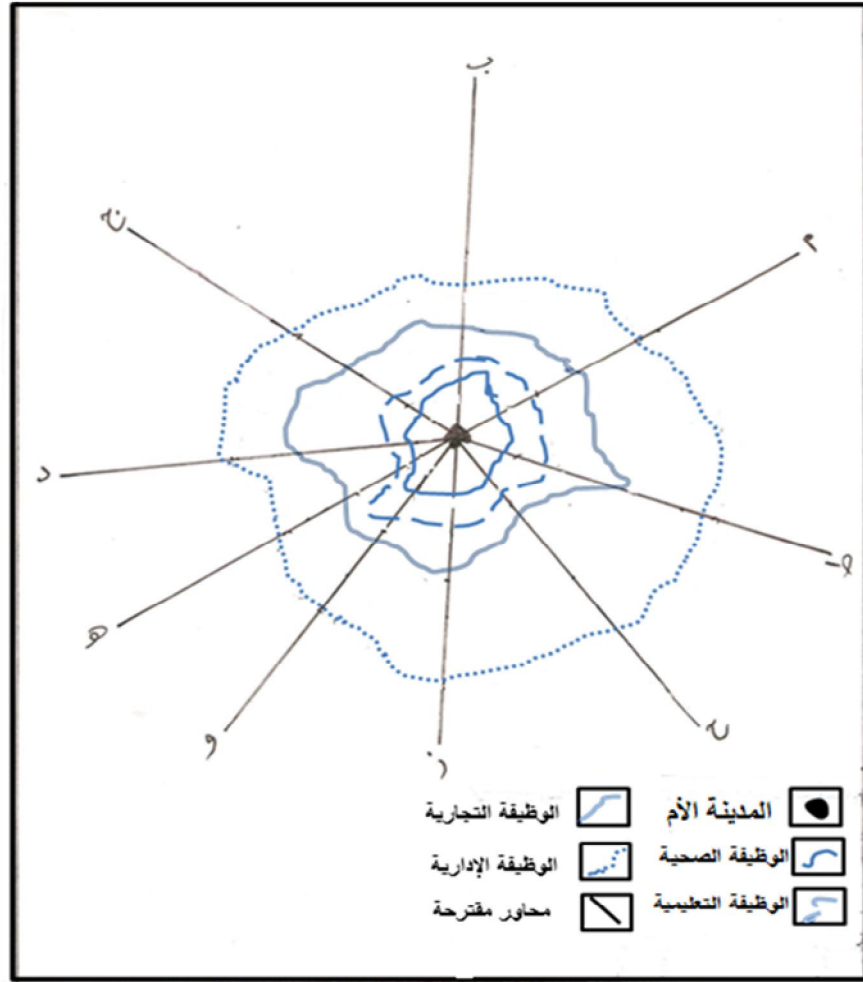 ب
م
د
ه
و
ز
ح
المدينة الأم
الوظيفة التجارية
الوظيفة الصحية
الوظيفة الإدارية
الوظيفة التعليمية
محاور مقترحة